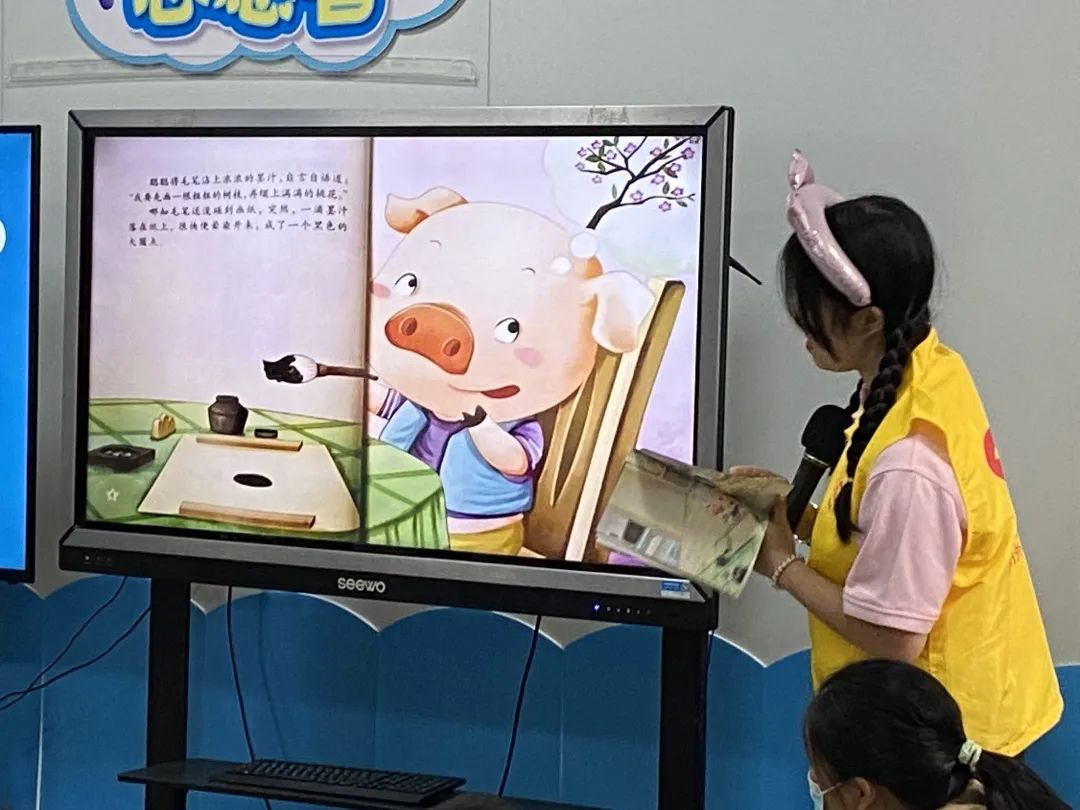 聪聪将毛笔沾上浓浓的墨汁，自言自语道：
“我要先画一根粗粗的树枝，再缀上满满的桃花。”
哪知毛笔还没碰到画纸，突然，一滴墨汁
落在纸上，很快便晕染开来，成了一个黑色的
大圆点。
seewo